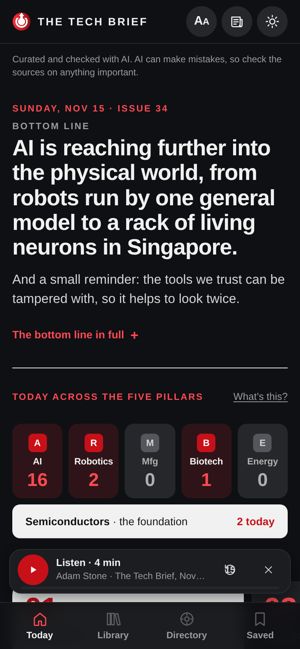 THE TECH BRIEF
AA
Curated and checked with AI. AI can make mistakes, so check the
sources on anything important.
SUNDAY, NOV 15 · ISSUE 34
BOTTOM LINE
AI is reaching further into
the physical world, from
robots run by one general
model to a rack of living
neurons in Singapore.
And a small reminder: the tools we trust can be
tampered with, so it helps to look twice.
The bottom line in full +
TODAY ACROSS THE FIVE PILLARS What's this?
A R M B E
AI Robotics Mfg Biotech Energy
16 2 0 1 0
Semiconductors · the foundation 2 today
Listen · 4 min
Adam Stone · The Tech Brief, Nov…
Today Library Directory Saved